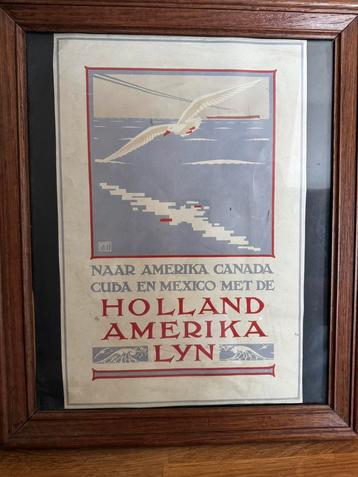 NAAR AMERIKA CANADA
CUBA EN MEXICO MET DE
HOLLAND
AMERIKA
LYN